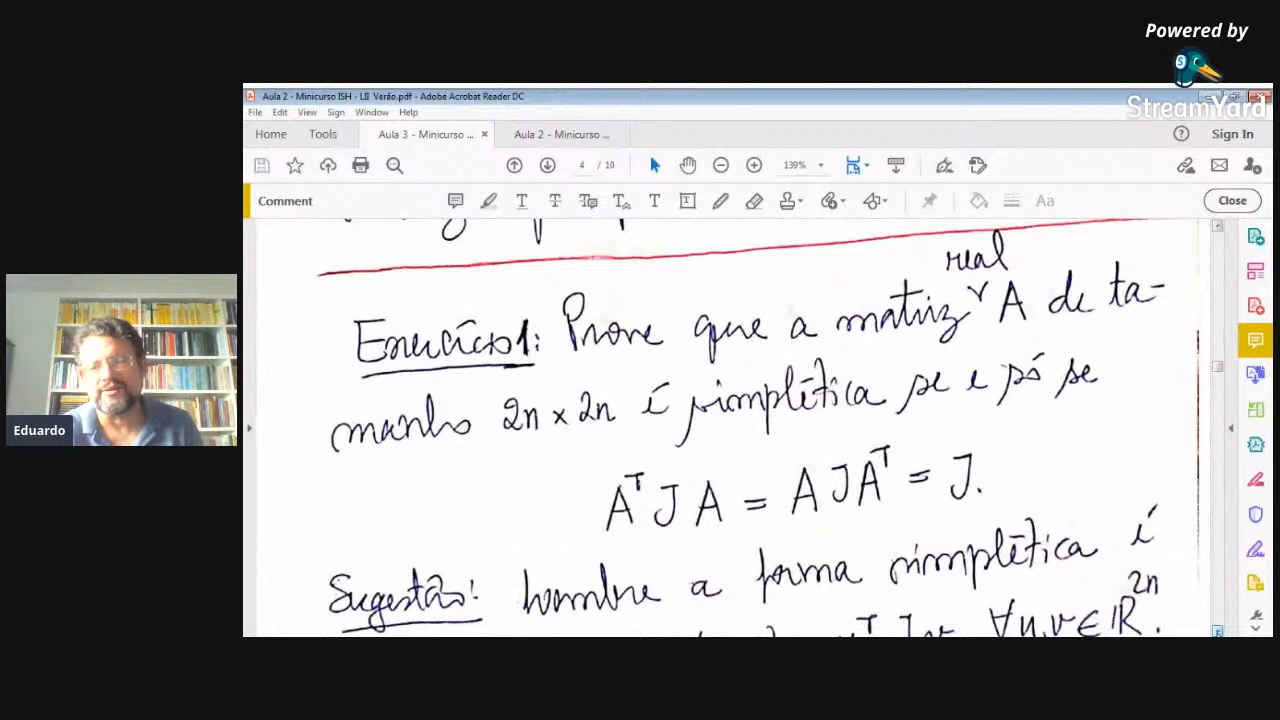 Powered by
StreamYard
Aula 2 - Minicurso ISH - LII Verão.pdf - Adobe Acrobat Reader DC
File Edit View Sign Window Help
Home Tools Aula 3 - Minicurso ... × Aula 2 - Minicurso ... Sign In
4 / 10 139%
Comment Aa Close
real
Exercício 1: Prove que a matriz A de ta-
manho 2n × 2n é simplética se e só se
AᵀJA = AJAᵀ = J.
Sugestão: Lembre a forma simplética é
ᵀJv ∀u,v ∈ ℝ²ⁿ.
Eduardo